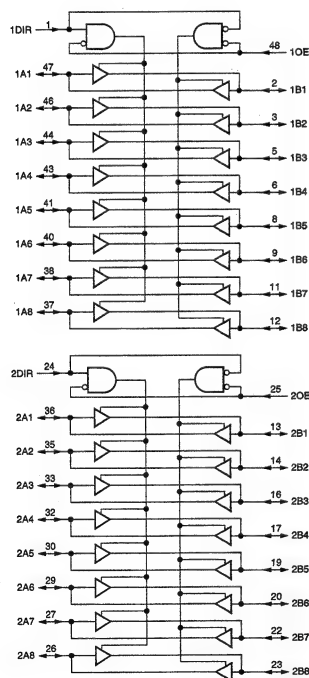 1DIR 1
48 1OE
1A1 47
2 1B1
1A2 46
3 1B2
1A3 44
5 1B3
1A4 43
6 1B4
1A5 41
8 1B5
1A6 40
9 1B6
1A7 38
11 1B7
1A8 37
12 1B8
2DIR 24
25 2OE
2A1 36
13 2B1
2A2 35
14 2B2
2A3 33
16 2B3
2A4 32
17 2B4
2A5 30
19 2B5
2A6 29
20 2B6
2A7 27
22 2B7
2A8 26
23 2B8